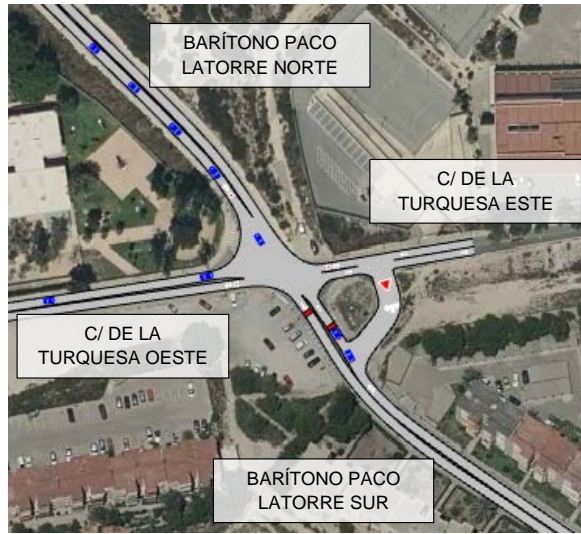 BARÍTONO PACO
LATORRE NORTE
C/ DE LA
TURQUESA ESTE
C/ DE LA
TURQUESA OESTE
BARÍTONO PACO
LATORRE SUR